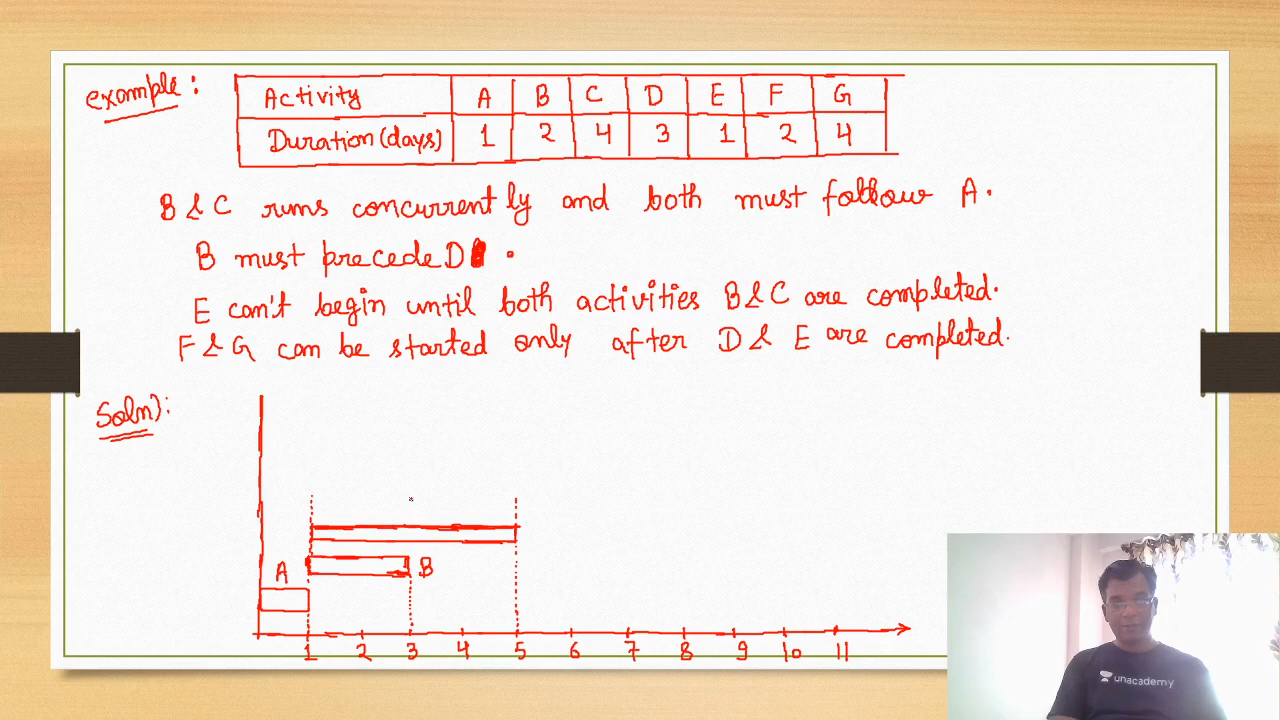 example:
Activity A B C D E F G
Duration(days) 1 2 4 3 1 2 4
B & C runs concurrently and both must follow A.
B must precede D .
E can't begin until both activities B & C are completed.
F & G can be started only after D & E are completed.
Soln):
B
A
1 2 3 4 5 6 7 8 9 10 11
unacademy